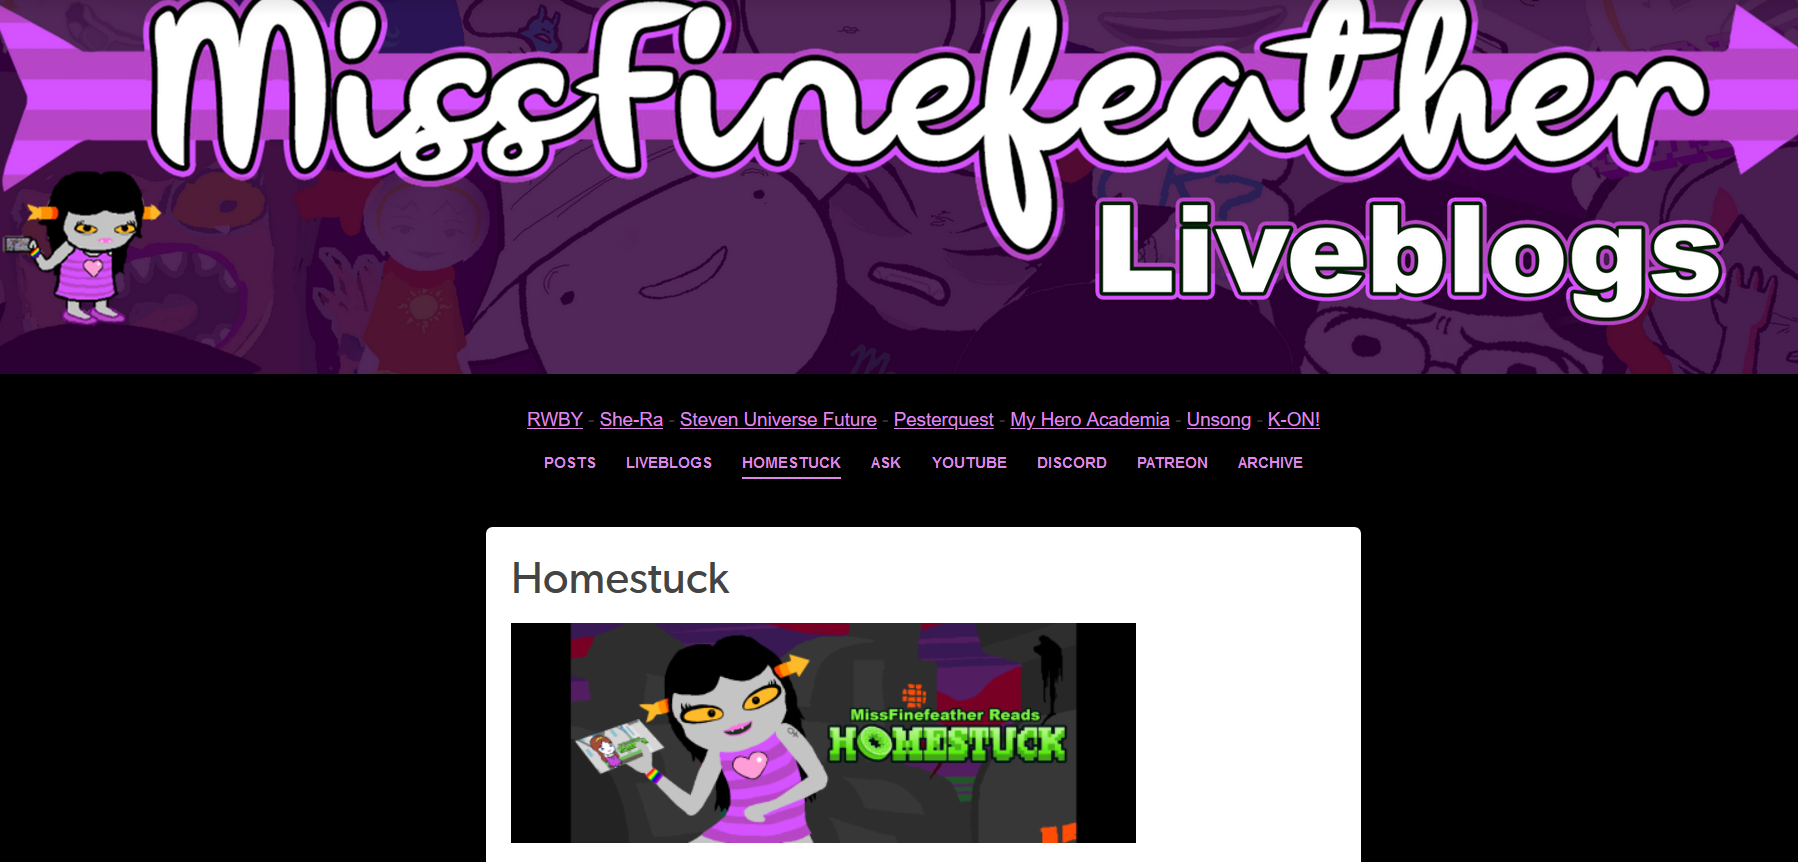 MissFinefeather
Liveblogs
RWBY - She-Ra - Steven Universe Future - Pesterquest - My Hero Academia - Unsong - K-ON!
POSTS LIVEBLOGS HOMESTUCK ASK YOUTUBE DISCORD PATREON ARCHIVE
Homestuck
MissFinefeather Reads
HOMESTUCK